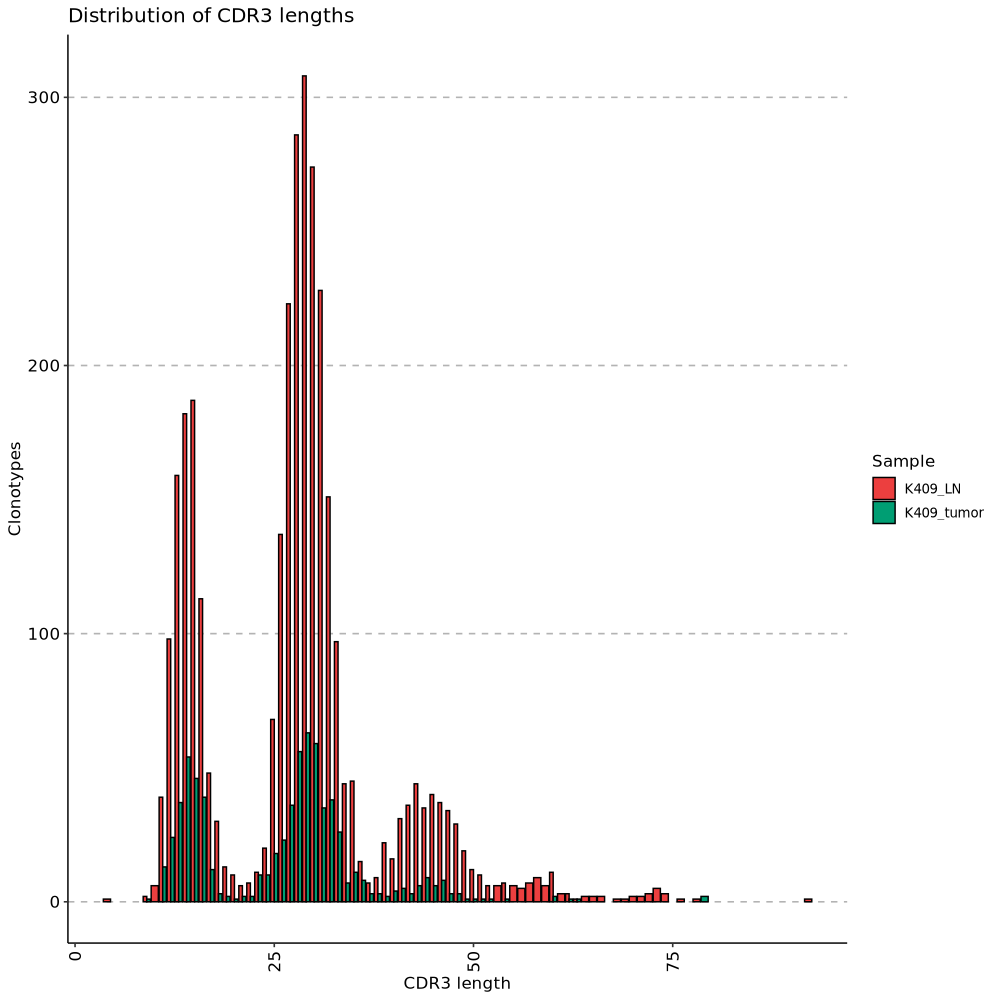 Distribution of CDR3 lengths
300
200
100
0
Clonotypes
0
25
50
75
CDR3 length
Sample
K409_LN
K409_tumor